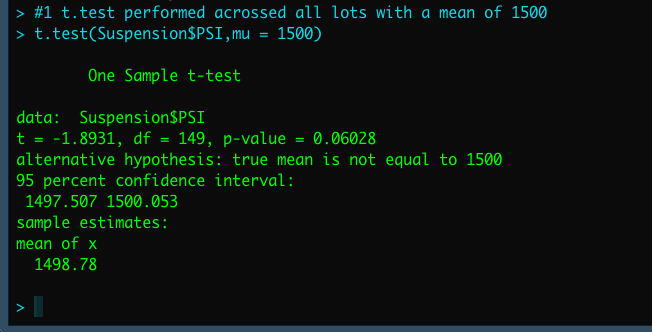 > #1 t.test performed acrossed all lots with a mean of 1500
> t.test(Suspension$PSI,mu = 1500)
One Sample t-test
data:  Suspension$PSI
t = -1.8931, df = 149, p-value = 0.06028
alternative hypothesis: true mean is not equal to 1500
95 percent confidence interval:
1497.507 1500.053
sample estimates:
mean of x
1498.78
>